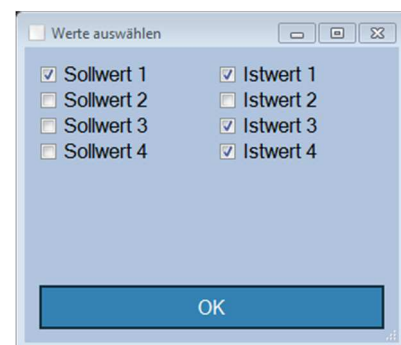 Werte auswählen
Sollwert 1 Istwert 1
Sollwert 2 Istwert 2
Sollwert 3 Istwert 3
Sollwert 4 Istwert 4
OK